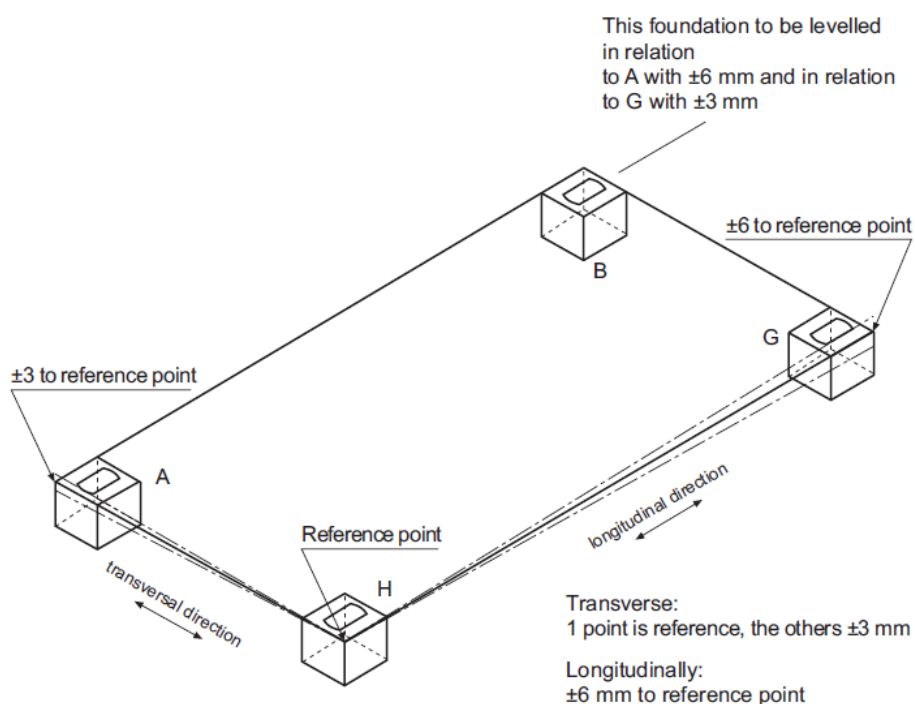 This foundation to be levelled
in relation
to A with ±6 mm and in relation
to G with ±3 mm
±6 to reference point
B
G
±3 to reference point
A
longitudinal direction
Reference point
H
transversal direction
Transverse:
1 point is reference, the others ±3 mm
Longitudinally:
±6 mm to reference point